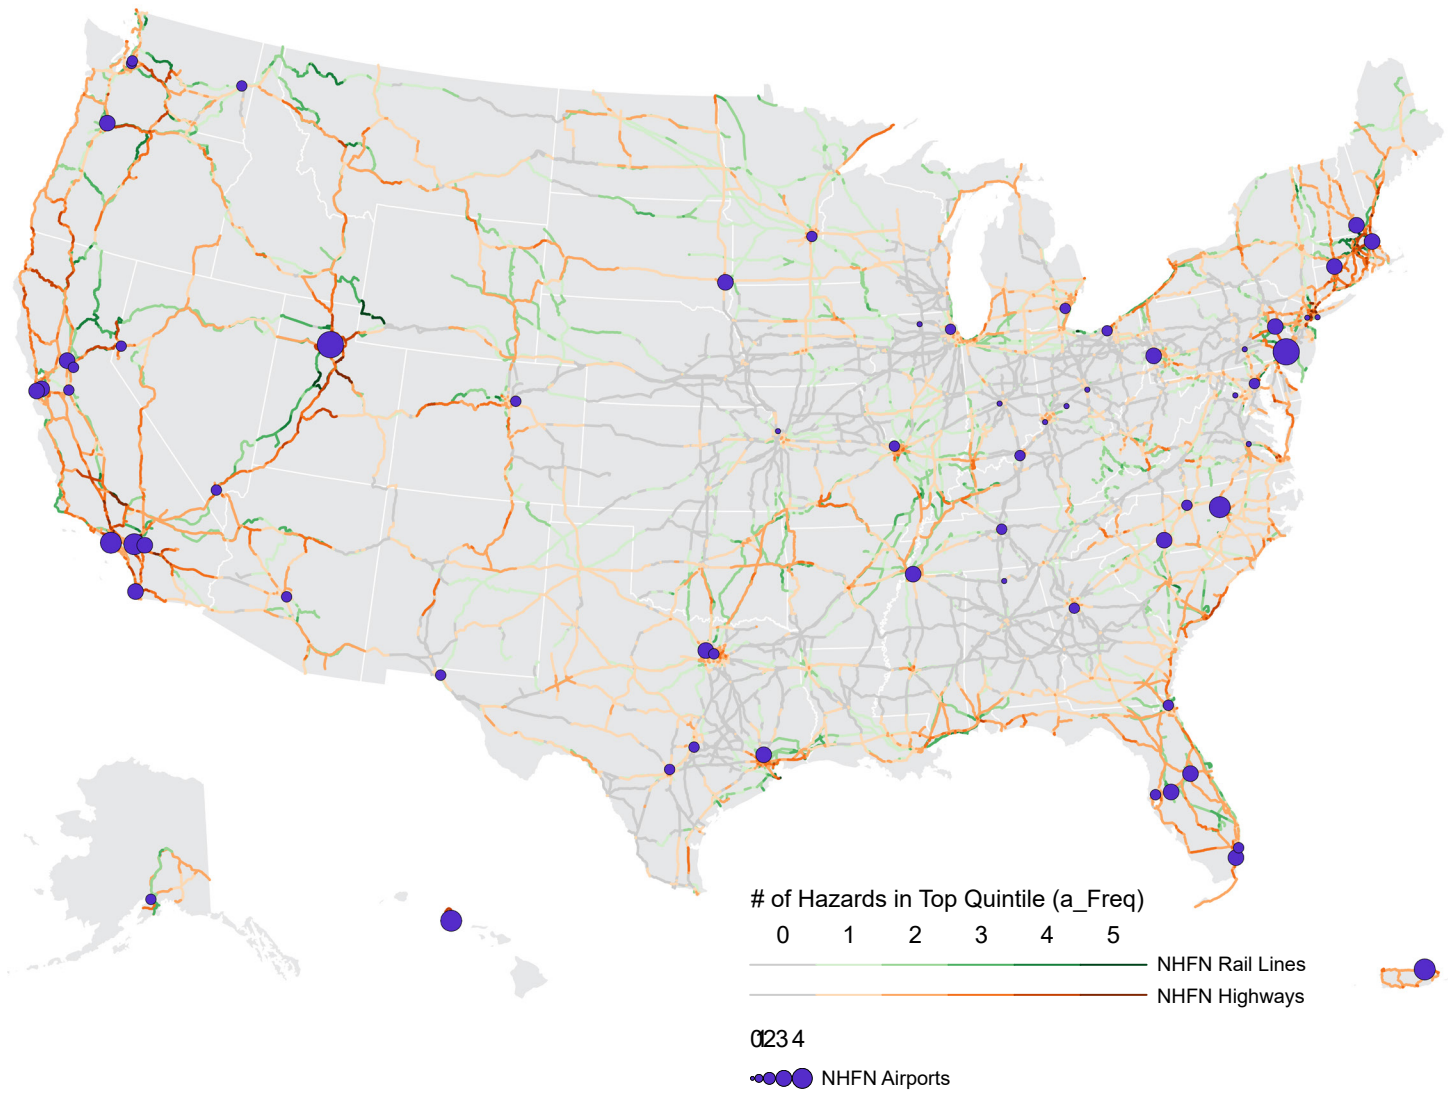 # of Hazards in Top Quintile (a_Freq)
0 1 2 3 4 5
NHFN Rail Lines
NHFN Highways
01234
NHFN Airports